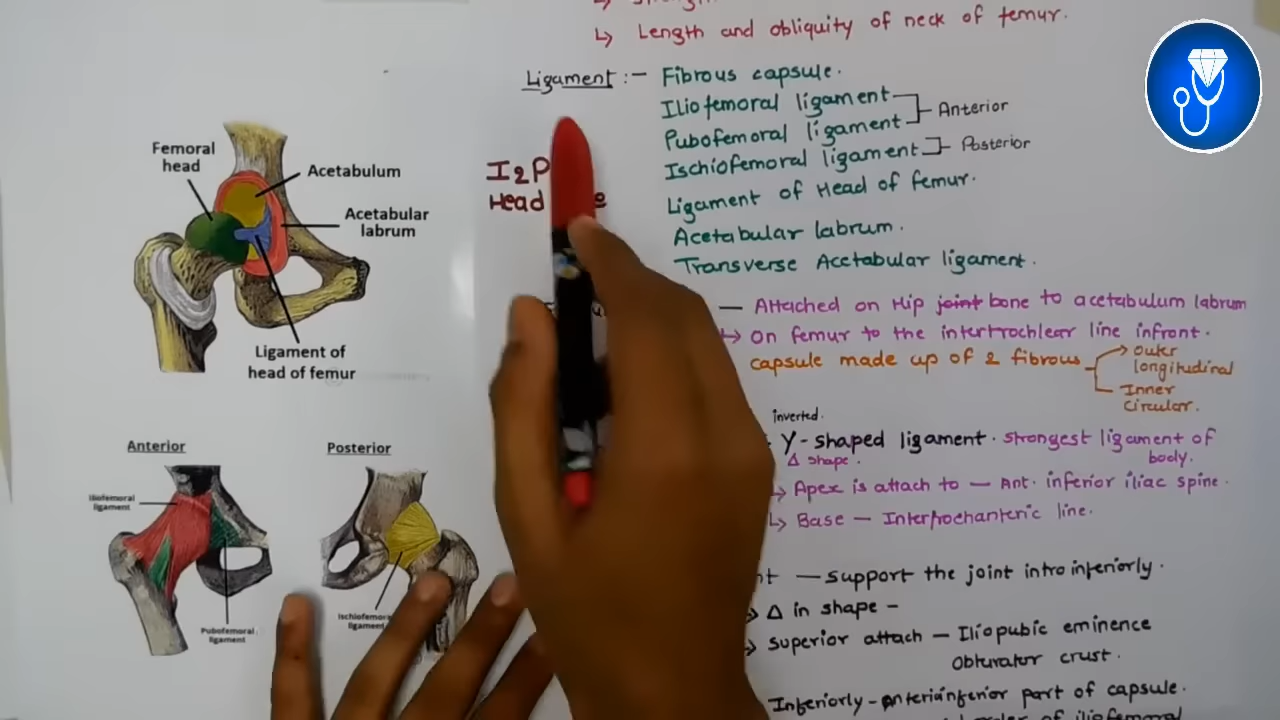 Length and obliquity of neck of femur.
Ligament :- Fibrous capsule.
Iliofemoral ligament
Pubofemoral ligament
Anterior
Ischiofemoral ligament
Posterior
Ligament of Head of femur.
Acetabular labrum.
Transverse Acetabular ligament.
I2P
Head
Attached on Hip joint bone to acetabulum labrum
on femur to the intertrochlear line infront.
capsule made up of 2 fibrous
outer
longitudinal
Inner
circular.
inverted.
Y-shaped ligament. strongest ligament of
body.
Δ shape.
Apex is attach to - Ant. inferior iliac spine.
Base - Intertrochanteric line.
support the joint intro inferiorly.
Δ in shape -
superior attach - Iliopubic eminence
obturator crust.
Inferiorly - Anteriinferior part of capsule.
Femoral
head
Acetabulum
Acetabular
labrum
Ligament of
head of femur
Anterior
Iliofemoral
ligament
Pubofemoral
ligament
Posterior
Ischiofemoral
ligament